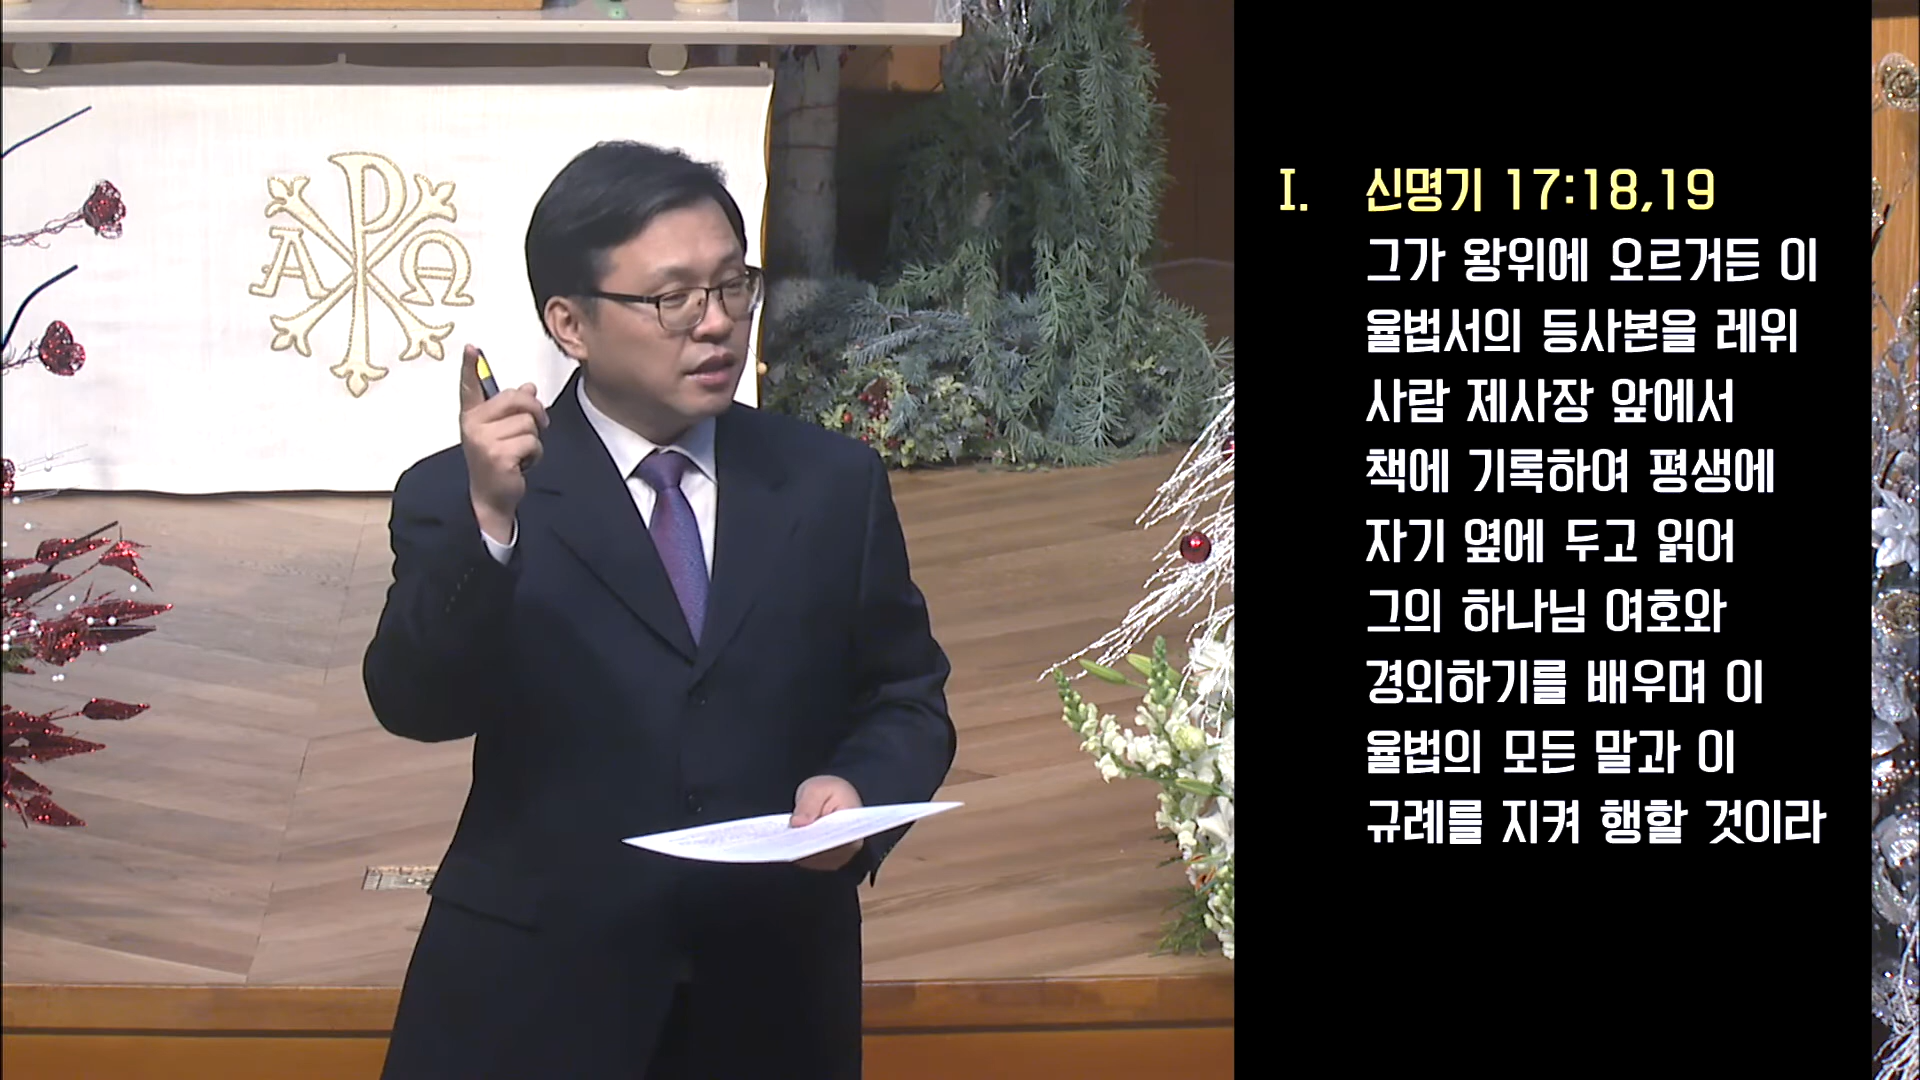 Α Ρ Ω
I. 신명기 17:18,19
그가 왕위에 오르거든 이
율법서의 등사본을 레위
사람 제사장 앞에서
책에 기록하여 평생에
자기 옆에 두고 읽어
그의 하나님 여호와
경외하기를 배우며 이
율법의 모든 말과 이
규례를 지켜 행할 것이라